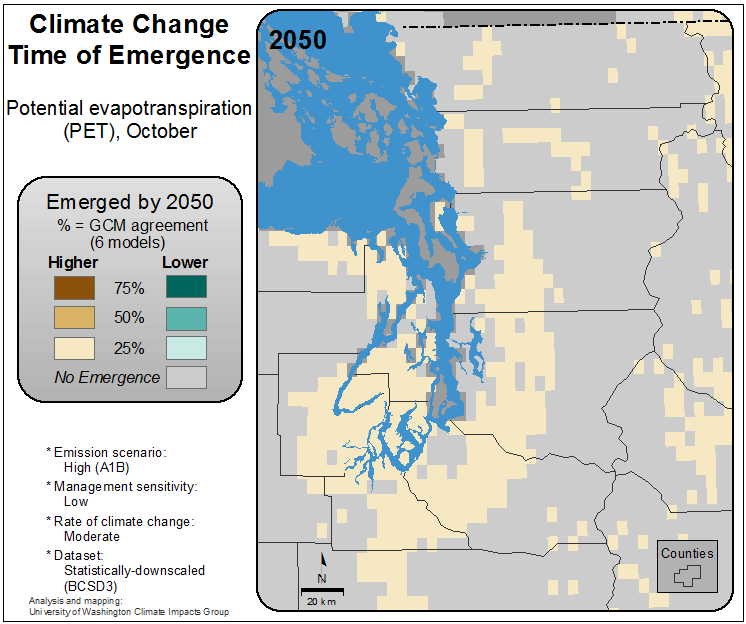 Climate Change
Time of Emergence
Potential evapotranspiration
(PET), October
Emerged by 2050
% = GCM agreement
(6 models)
Higher Lower
75%
50%
25%
No Emergence
* Emission scenario:
High (A1B)
* Management sensitivity:
Low
* Rate of climate change:
Moderate
* Dataset:
Statistically-downscaled
(BCSD3)
Analysis and mapping:
University of Washington Climate Impacts Group
2050
N
20 km
Counties